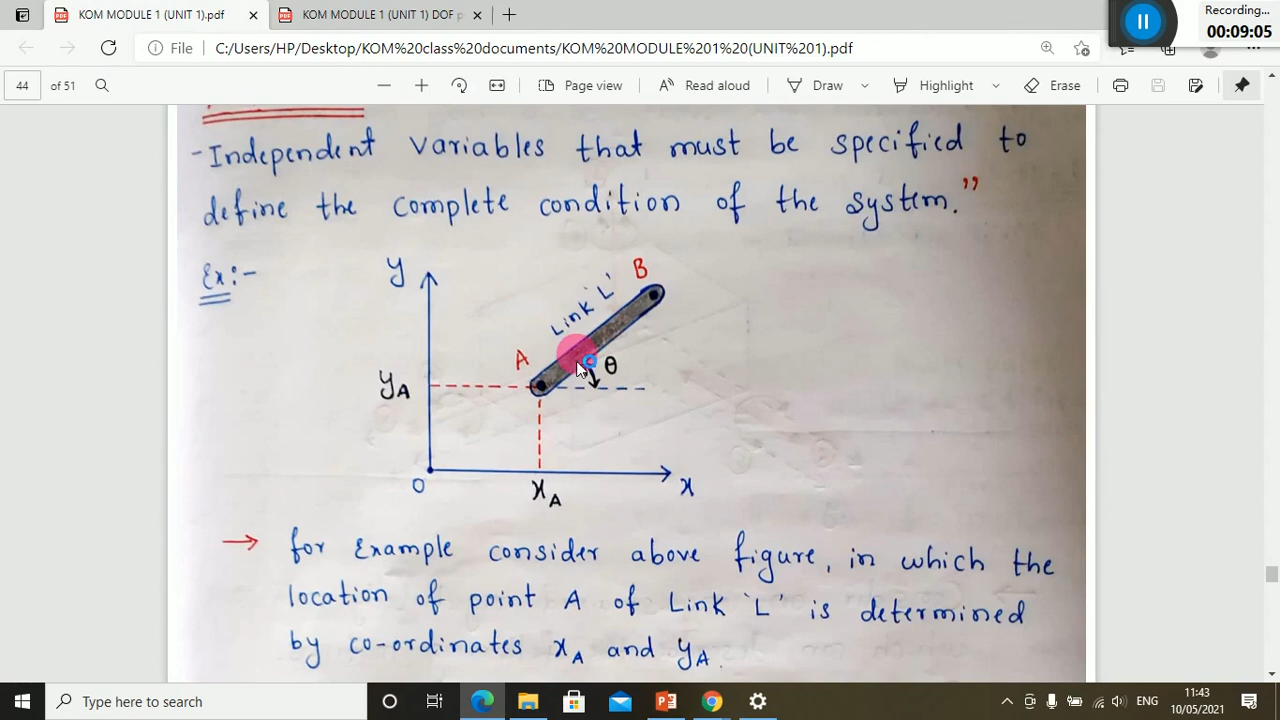 KOM MODULE 1 (UNIT 1).pdf
KOM MODULE 1 (UNIT 1) DOF p
Recording...
00:09:05
File
C:/Users/HP/Desktop/KOM%20class%20documents/KOM%20MODULE%201%20(UNIT%201).pdf
44 of 51
Page view
Read aloud
Draw
Highlight
Erase
-Independent variables that must be specified to
define the complete condition of the system.”
Ex:-
y
B
Link 'L'
A
θ
yA
O
xA
x
→ for Example consider above figure, in which the
location of point A of Link 'L' is determined
by co-ordinates xA and yA.
Type here to search
ENG
11:43
10/05/2021